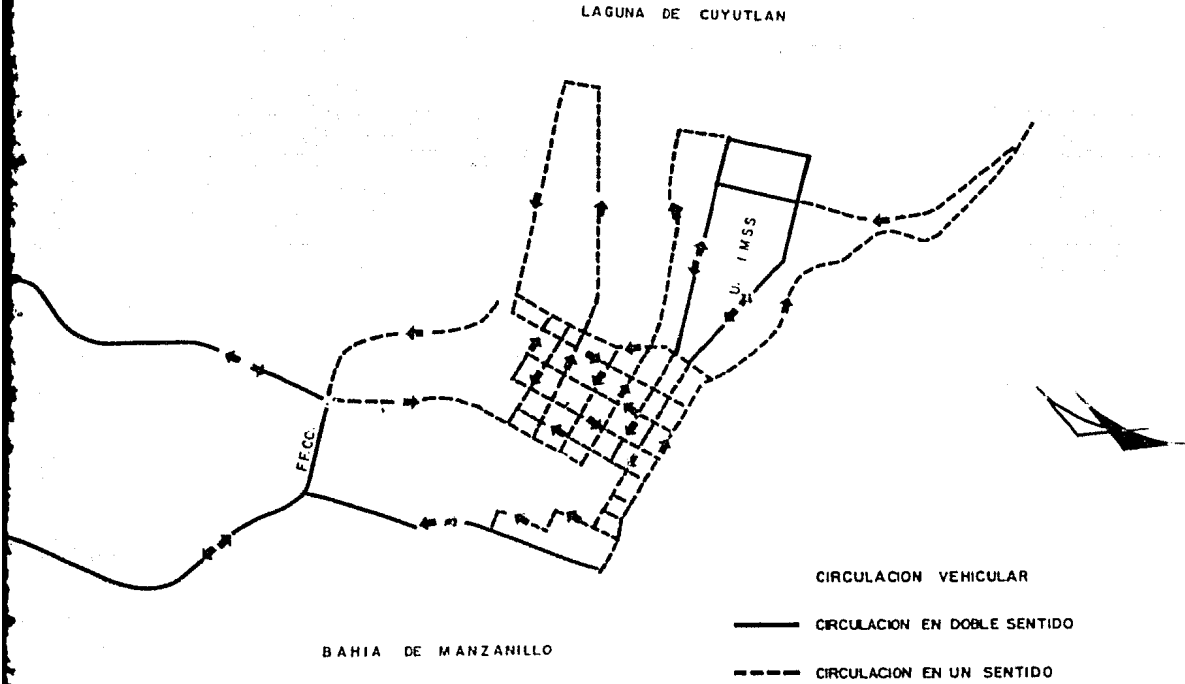 LAGUNA DE CUYUTLAN
U. IMSS
F.F.C.C.
BAHIA DE MANZANILLO
CIRCULACION VEHICULAR
CIRCULACION EN DOBLE SENTIDO
CIRCULACION EN UN SENTIDO